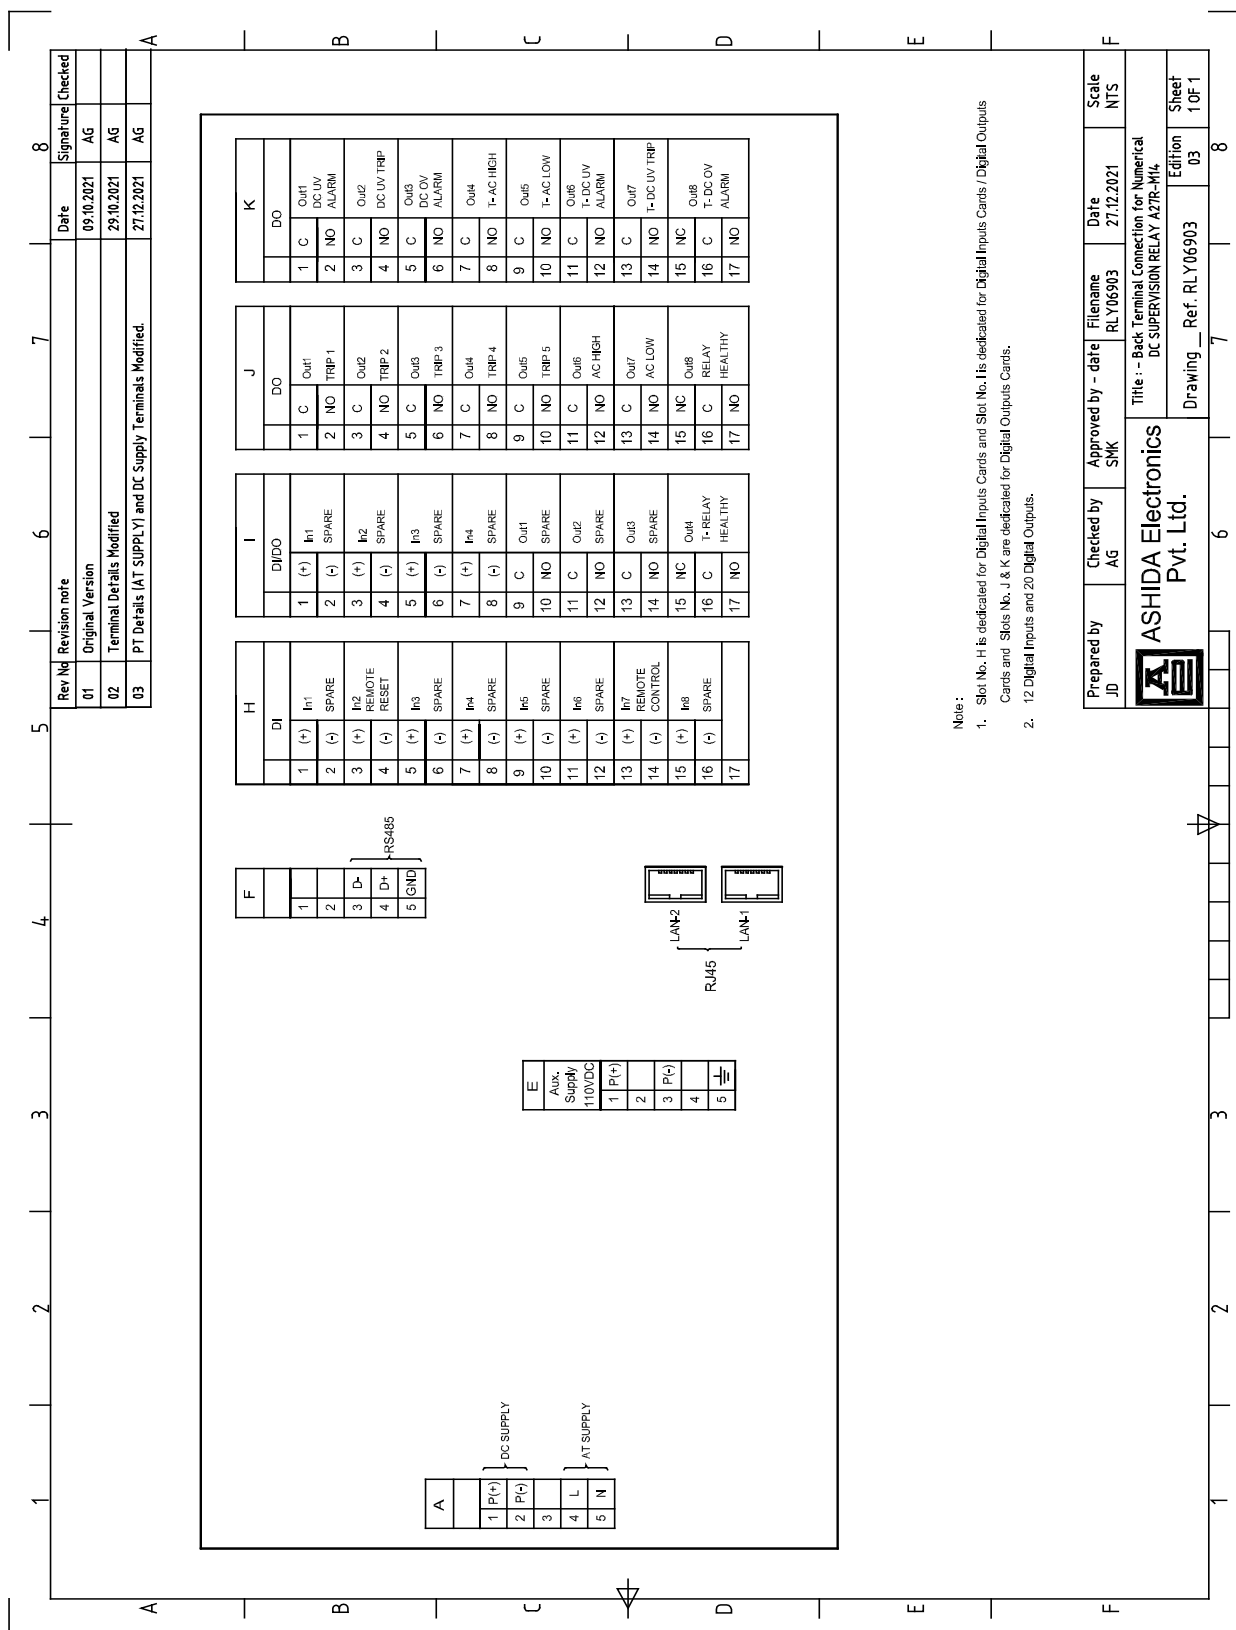 1 2 3 4 5 6 7 8
A B C D E F
Rev No Revision note Date Signature Checked
01 Original Version 09.10.2021 AG
02 Terminal Details Modified 29.10.2021 AG
03 PT Details (AT SUPPLY) and DC Supply Terminals Modified. 27.12.2021 AG
A
1 P(+)
2 P(-)
DC SUPPLY
3
4 L
5 N
AT SUPPLY
E
Aux.
Supply
110VDC
1 P(+)
2
3 P(-)
4
5
F
1
2
3 D-
4 D+
5 GND
RS485
RJ45
LAN-2
LAN-1
H
DI
1 (+) In1
2 (-) SPARE
3 (+) In2
REMOTE
4 (-) RESET
5 (+) In3
6 (-) SPARE
7 (+) In4
8 (-) SPARE
9 (+) In5
10 (-) SPARE
11 (+) In6
12 (-) SPARE
13 (+) In7
REMOTE
14 (-) CONTROL
15 (+) In8
16 (-) SPARE
17
I
DI/DO
1 (+) In1
2 (-) SPARE
3 (+) In2
4 (-) SPARE
5 (+) In3
6 (-) SPARE
7 (+) In4
8 (-) SPARE
9 C Out1
10 NO SPARE
11 C Out2
12 NO SPARE
13 C Out3
14 NO SPARE
15 NC Out4
16 C T- RELAY
HEALTHY
17 NO
J
DO
1 C Out1
2 NO TRIP 1
3 C Out2
4 NO TRIP 2
5 C Out3
6 NO TRIP 3
7 C Out4
8 NO TRIP 4
9 C Out5
10 NO TRIP 5
11 C Out6
12 NO AC HIGH
13 C Out7
14 NO AC LOW
15 NC Out8
16 C RELAY
HEALTHY
17 NO
K
DO
1 C Out1
DC UV
2 NO ALARM
3 C Out2
4 NO DC UV TRIP
5 C Out3
DC OV
6 NO ALARM
7 C Out4
8 NO T- AC HIGH
9 C Out5
10 NO T- AC LOW
11 C Out6
T- DC UV
12 NO ALARM
13 C Out7
14 NO T- DC UV TRIP
15 NC Out8
16 C T- DC OV
ALARM
17 NO
Note :
1. Slot No. H is dedicated for Digital Inputs Cards and Slot No. I is dedicated for Digital Inputs Cards / Digital Outputs
Cards and Slots No. J & K are dedicated for Digital Outputs Cards.
2. 12 Digital Inputs and 20 Digital Outputs.
Prepared by Checked by Approved by - date Filename Date Scale
JD AG SMK RLY06903 27.12.2021 NTS
ASHIDA Electronics
Pvt. Ltd.
Title : - Back Terminal Connection for Numerical
DC SUPERVISION RELAY A27R-M14
Drawing __ Ref. RLY06903
Edition Sheet
03 1 OF 1
A B C D E F
1 2 3 4 5 6 7 8